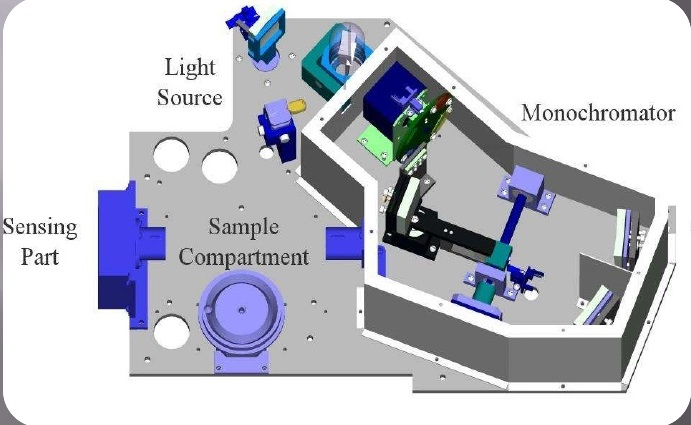 Light
Source
Monochromator
Sensing
Part
Sample
Compartment